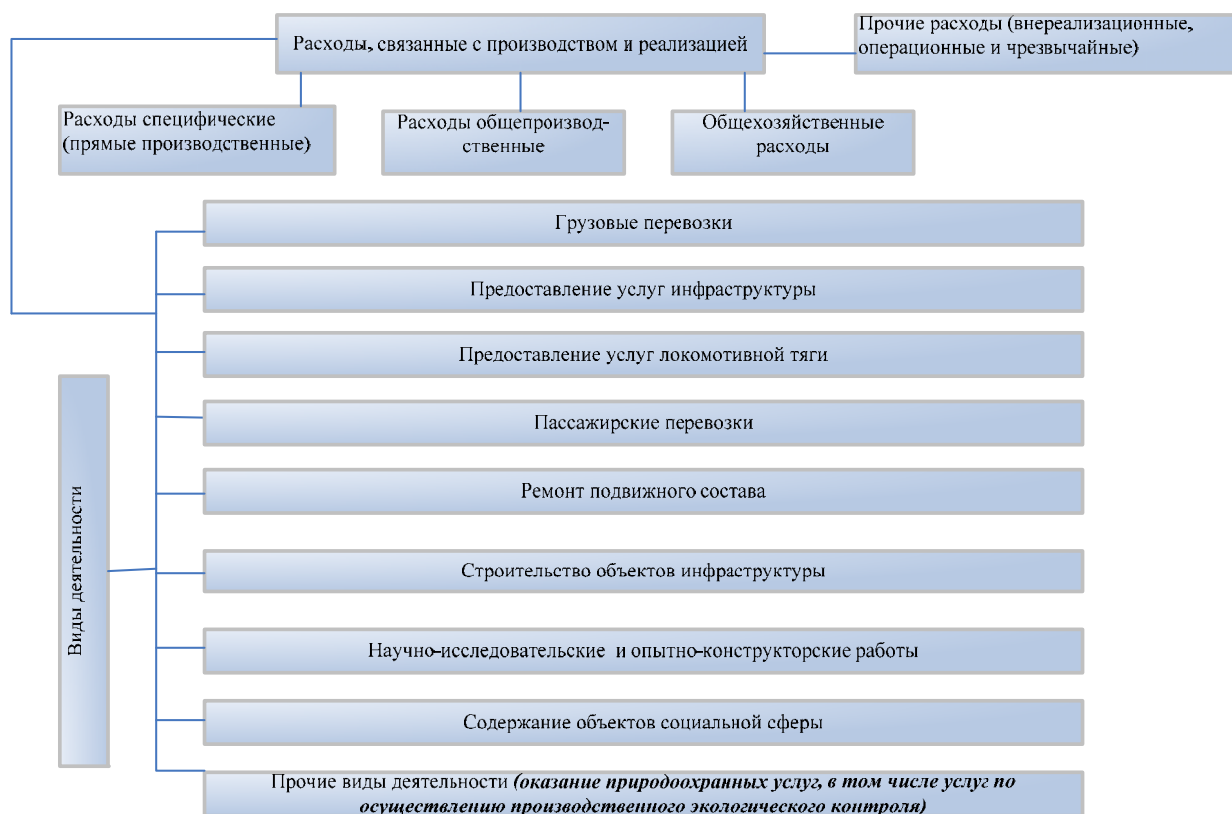 Расходы, связанные с производством и реализацией
Прочие расходы (внереализационные,
операционные и чрезвычайные)
Расходы специфические
(прямые производственные)
Расходы общепроизвод-
ственные
Общехозяйственные
расходы
Грузовые перевозки
Предоставление услуг инфраструктуры
Предоставление услуг локомотивной тяги
Пассажирские перевозки
Ремонт подвижного состава
Строительство объектов инфраструктуры
Научно-исследовательские и опытно-конструкторские работы
Содержание объектов социальной сферы
Прочие виды деятельности (оказание природоохранных услуг, в том числе услуг по
осуществлению производственного экологического контроля)
Виды деятельности